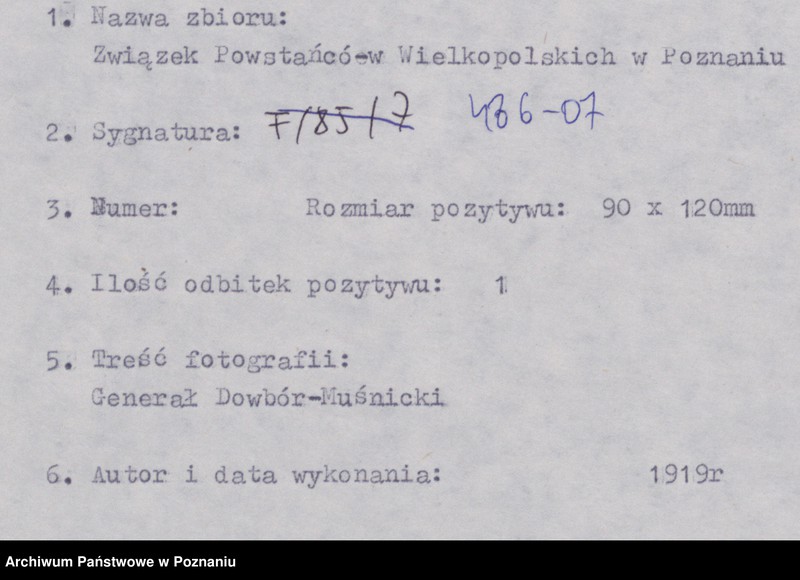 1. Nazwa zbioru:
Związek Powstańców Wielkopolskich w Poznaniu
2. Sygnatura: F/85/7 486-07
3. Numer: Rozmiar pozytywu: 90 x 120mm
4. Ilość odbitek pozytywu: 1
5. Treść fotografii:
Generał Dowbór-Muśnicki
6. Autor i data wykonania: 1919r
Archiwum Państwowe w Poznaniu